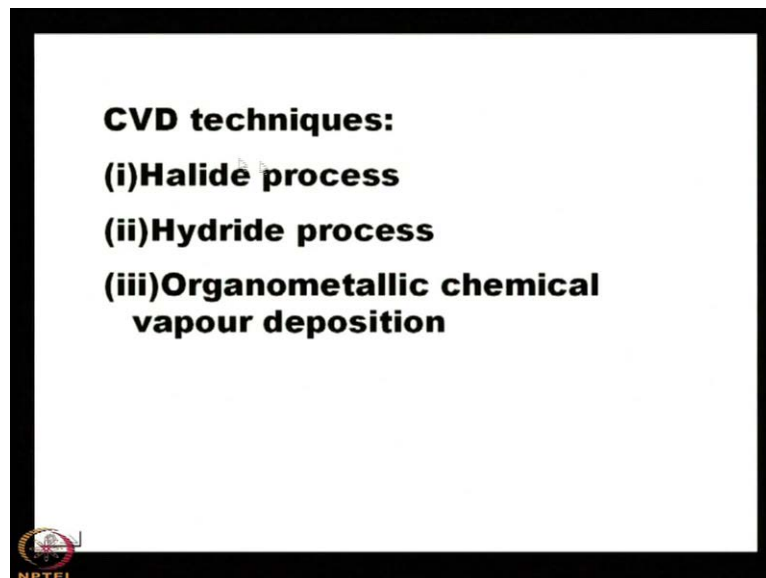 CVD techniques:
(i)Halide process
(ii)Hydride process
(iii)Organometallic chemical
vapour deposition
NPTEL